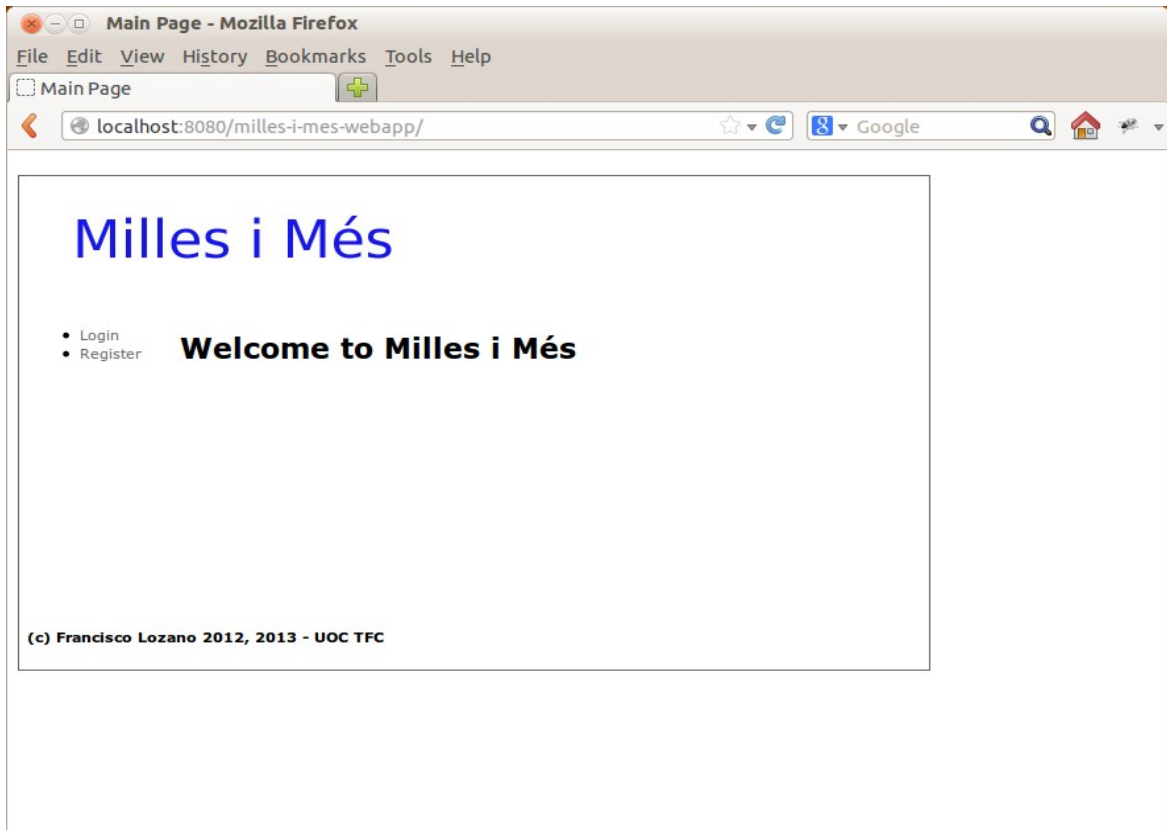 Main Page - Mozilla Firefox
File Edit View History Bookmarks Tools Help
Main Page
localhost:8080/milles-i-mes-webapp/ 8 Google
Milles i Més
Login
Register
Welcome to Milles i Més
(c) Francisco Lozano 2012, 2013 - UOC TFC